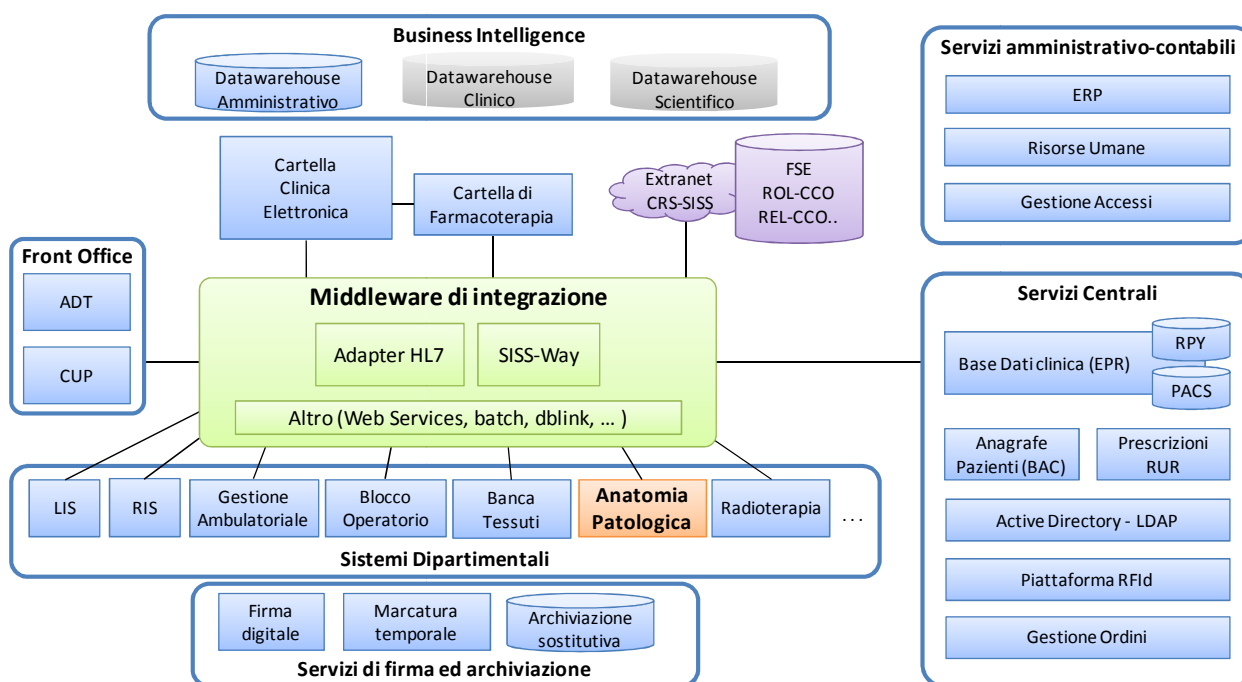 Business Intelligence
Datawarehouse
Amministrativo
Datawarehouse
Clinico
Datawarehouse
Scientifico
Servizi amministrativo-contabili
ERP
Risorse Umane
Gestione Accessi
Cartella
Clinica
Elettronica
Cartella di
Farmacoterapia
Extranet
CRS-SISS
FSE
ROL-CCO
REL-CCO..
Front Office
ADT
CUP
Middleware di integrazione
Adapter HL7
SISS-Way
Altro (Web Services, batch, dblink, ... )
Servizi Centrali
Base Dati clinica (EPR)
RPY
PACS
Anagrafe
Pazienti (BAC)
Prescrizioni
RUR
Active Directory - LDAP
Piattaforma RFId
Gestione Ordini
LIS
RIS
Gestione
Ambulatoriale
Blocco
Operatorio
Banca
Tessuti
Anatomia
Patologica
Radioterapia
...
Sistemi Dipartimentali
Firma
digitale
Marcatura
temporale
Archiviazione
sostitutiva
Servizi di firma ed archiviazione